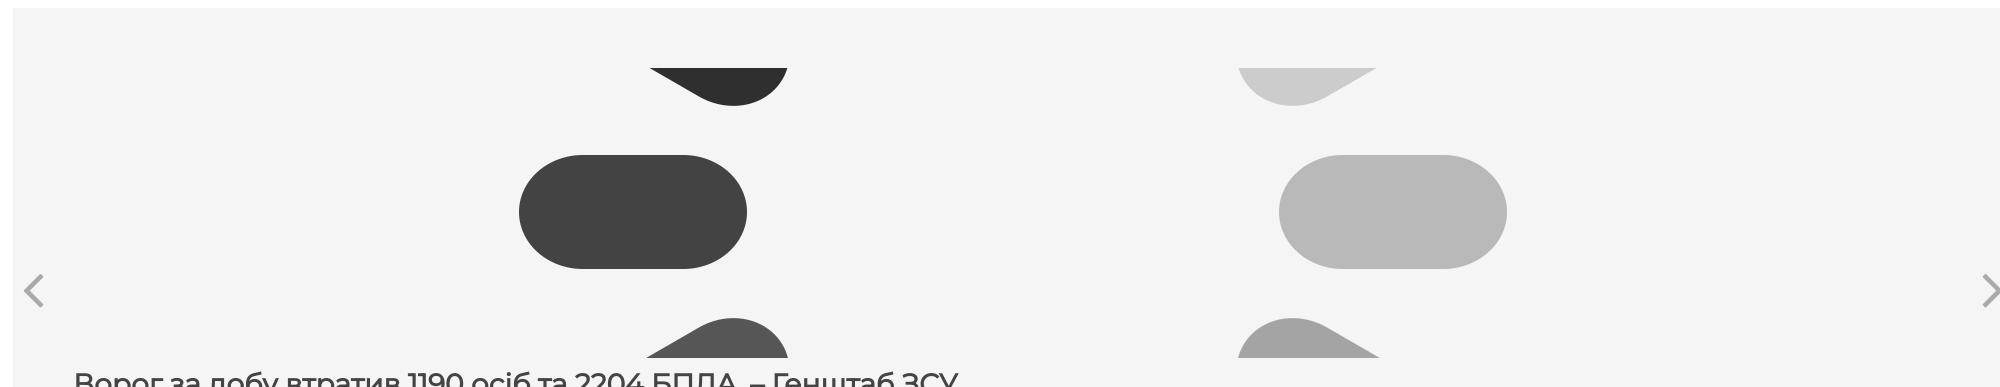 Ворог за добу втратив 1190 осіб та 2204 БПЛА, – Генштаб ЗСУ